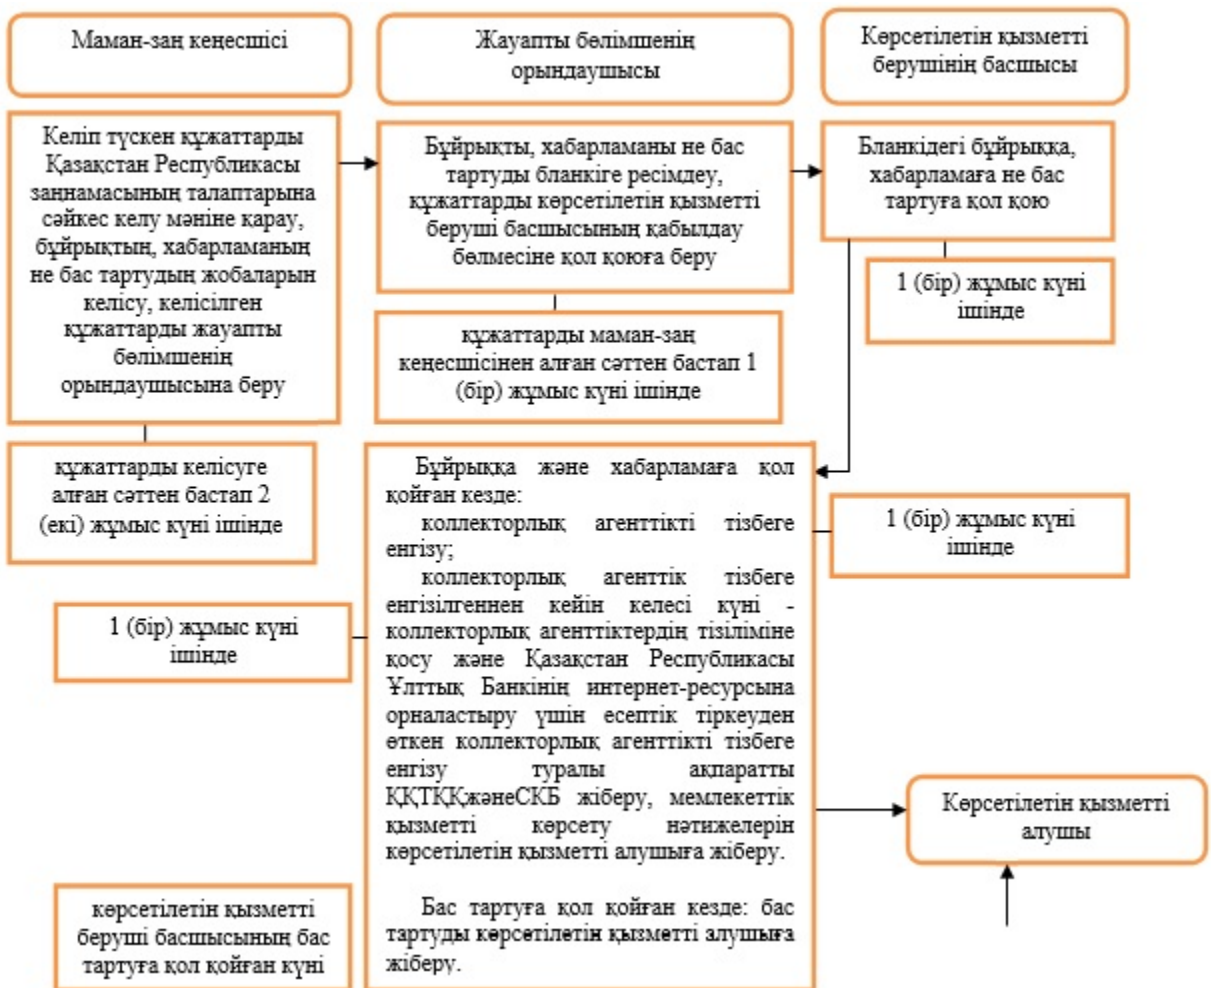 Маман-заң кеңесшісі
Жауапты бөлімшенің
орындаушысы
Көрсетілетін қызметті
берушінің басшысы
Келіп түскен құжаттарды
Қазақстан Республикасы
заңнамасының талаптарына
сәйкес келу мәніне қарау,
бұйрықтың, хабарламаның
не бас тартудың жобаларын
келісу, келісілген
құжаттарды жауапты
бөлімшенің
орындаушысына беру
Бұйрықты, хабарламаны не бас
тартуды бланкіге ресімдеу,
құжаттарды көрсетілетін қызметті
беруші басшысының қабылдау
бөлмесіне қол қоюға беру
Бланкідегі бұйрыққа,
хабарламаға не бас
тартуға қол қою
1 (бір) жұмыс күні
ішінде
құжаттарды маман-заң
кеңесшісінен алған сәттен бастап 1
(бір) жұмыс күні ішінде
құжаттарды келісуге
алған сәттен бастап 2
(екі) жұмыс күні ішінде
Бұйрыққа және хабарламаға қол
қойған кезде:
коллекторлық агенттікті тізбеге
енгізу;
коллекторлық агенттік тізбеге
енгізілгеннен кейін келесі күні -
коллекторлық агенттіктердің тізіліміне
қосу және Қазақстан Республикасы
Ұлттық Банкінің интернет-ресурсына
орналастыру үшін есептік тіркеуден
өткен коллекторлық агенттікті тізбеге
енгізу туралы ақпаратты
ҚҚТҚҚжәнеСКБ жіберу, мемлекеттік
қызметті көрсету нәтижелерін
көрсетілетін қызметті алушыға жіберу.
Бас тартуға қол қойған кезде: бас
тартуды көрсетілетін қызметті алушыға
жіберу.
1 (бір) жұмыс күні
ішінде
1 (бір) жұмыс күні
ішінде
Көрсетілетін қызметті
алушы
көрсетілетін қызметті
беруші басшысының бас
тартуға қол қойған күні